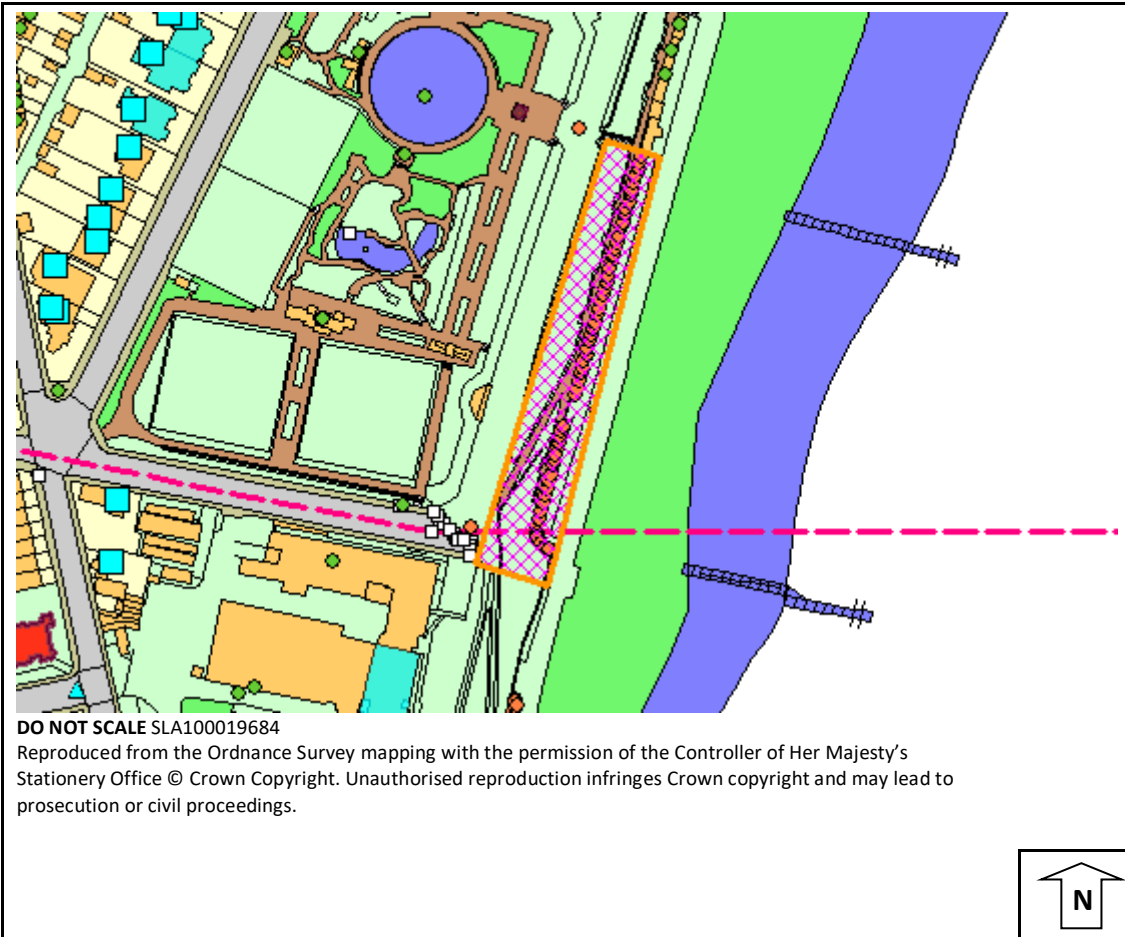 DO NOT SCALE SLA100019684
Reproduced from the Ordnance Survey mapping with the permission of the Controller of Her Majesty’s
Stationery Office © Crown Copyright. Unauthorised reproduction infringes Crown copyright and may lead to
prosecution or civil proceedings.
N